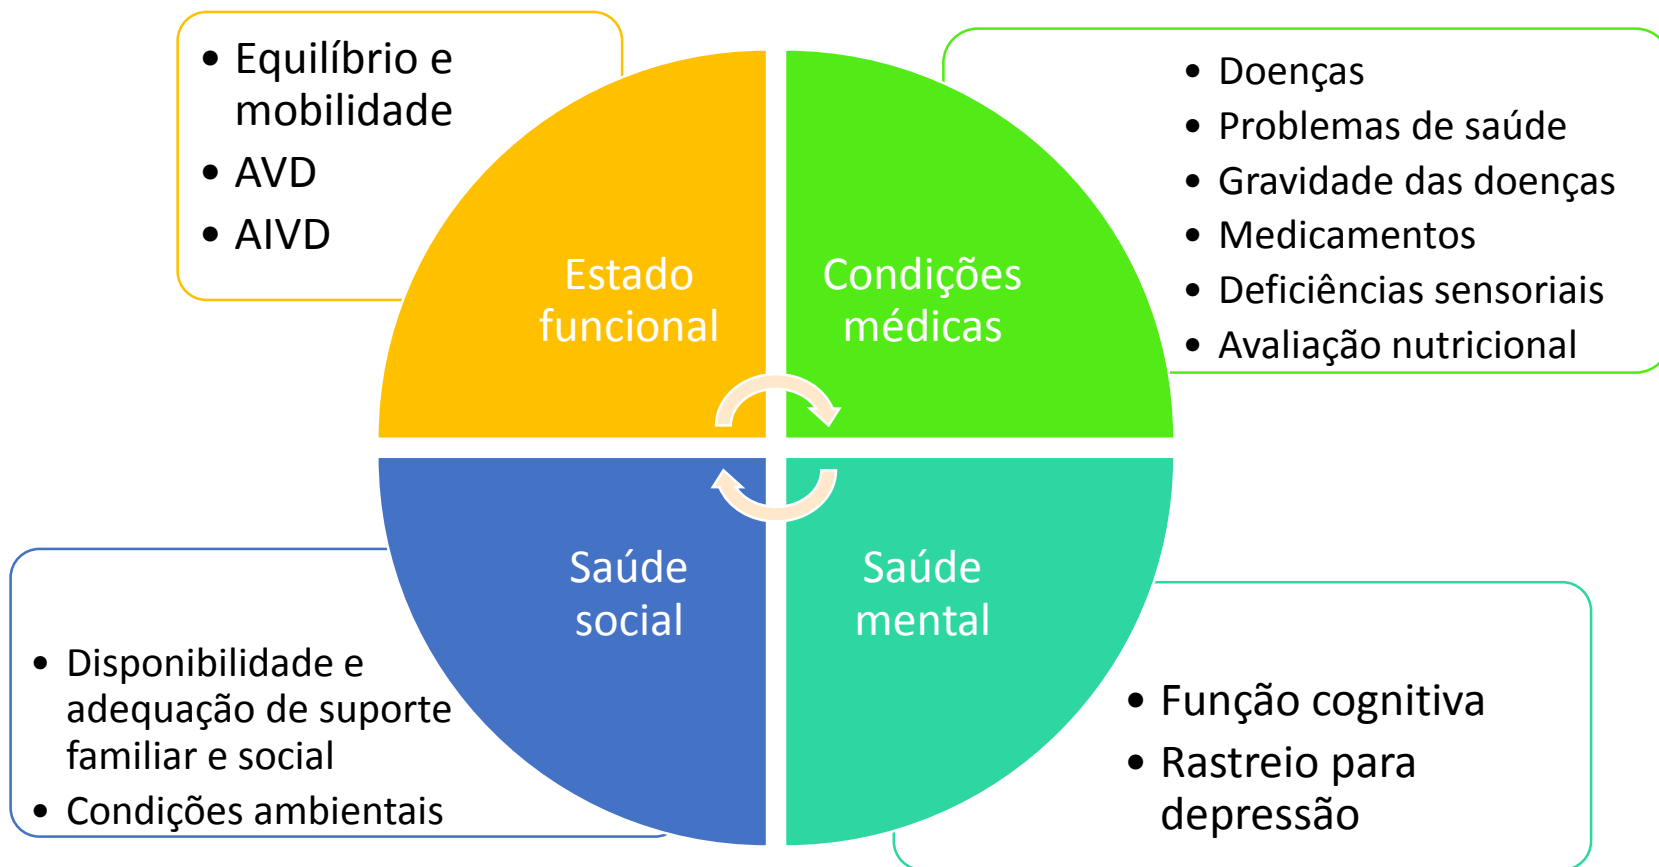 • Equilíbrio e
mobilidade
• AVD
• AIVD
Estado
funcional
• Doenças
• Problemas de saúde
• Gravidade das doenças
• Medicamentos
• Deficiências sensoriais
• Avaliação nutricional
Condições
médicas
Saúde
social
• Disponibilidade e
adequação de suporte
familiar e social
• Condições ambientais
Saúde
mental
• Função cognitiva
• Rastreio para
depressão